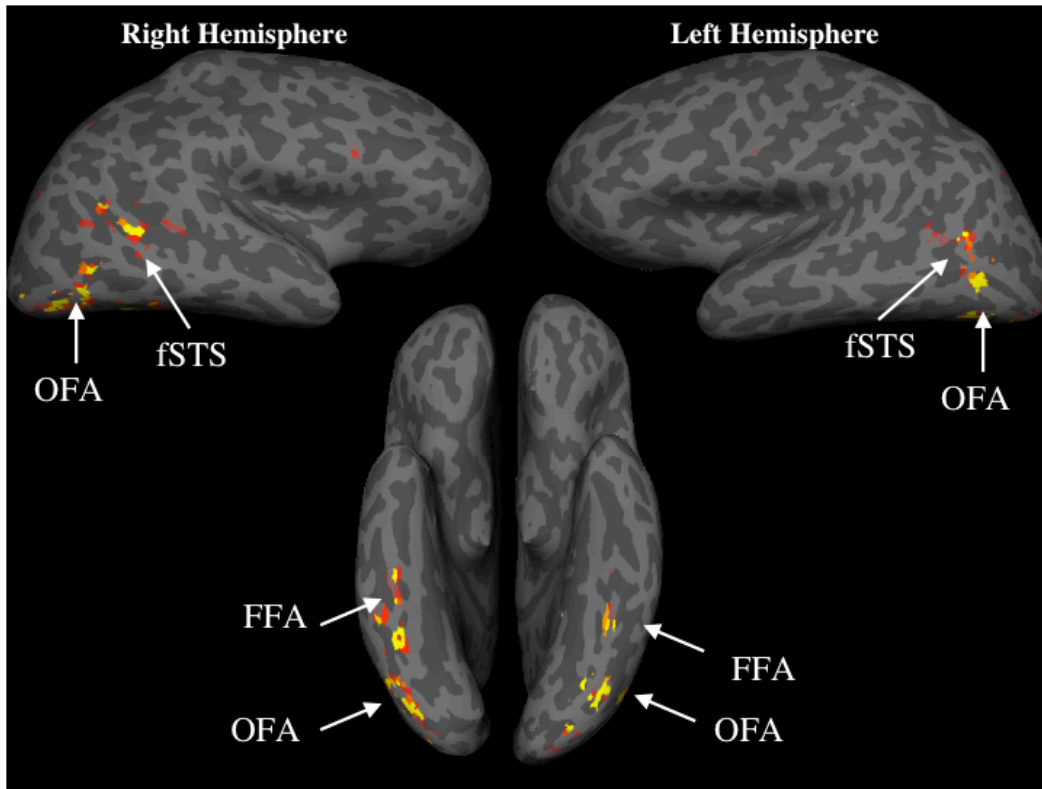 Right Hemisphere
Left Hemisphere
fSTS
OFA
fSTS
OFA
FFA
FFA
OFA
OFA